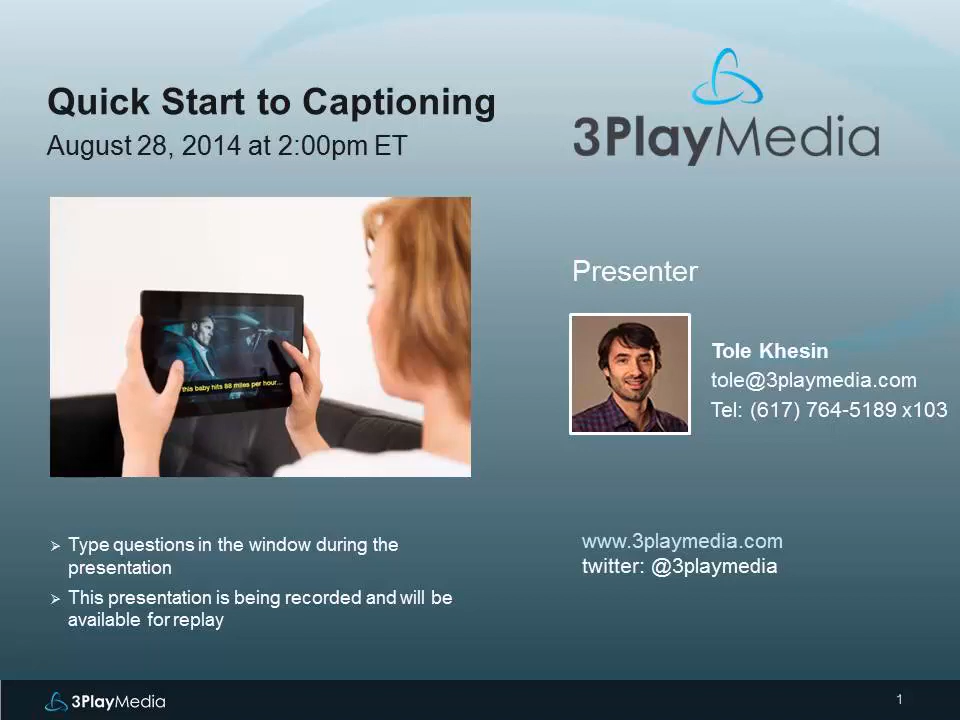 Quick Start to Captioning
August 28, 2014 at 2:00pm ET
3PlayMedia
this baby hits 88 miles per hour...
Presenter
Tole Khesin
tole@3playmedia.com
Tel: (617) 764-5189 x103
➢ Type questions in the window during the
presentation
➢ This presentation is being recorded and will be
available for replay
www.3playmedia.com
twitter: @3playmedia
3PlayMedia
1